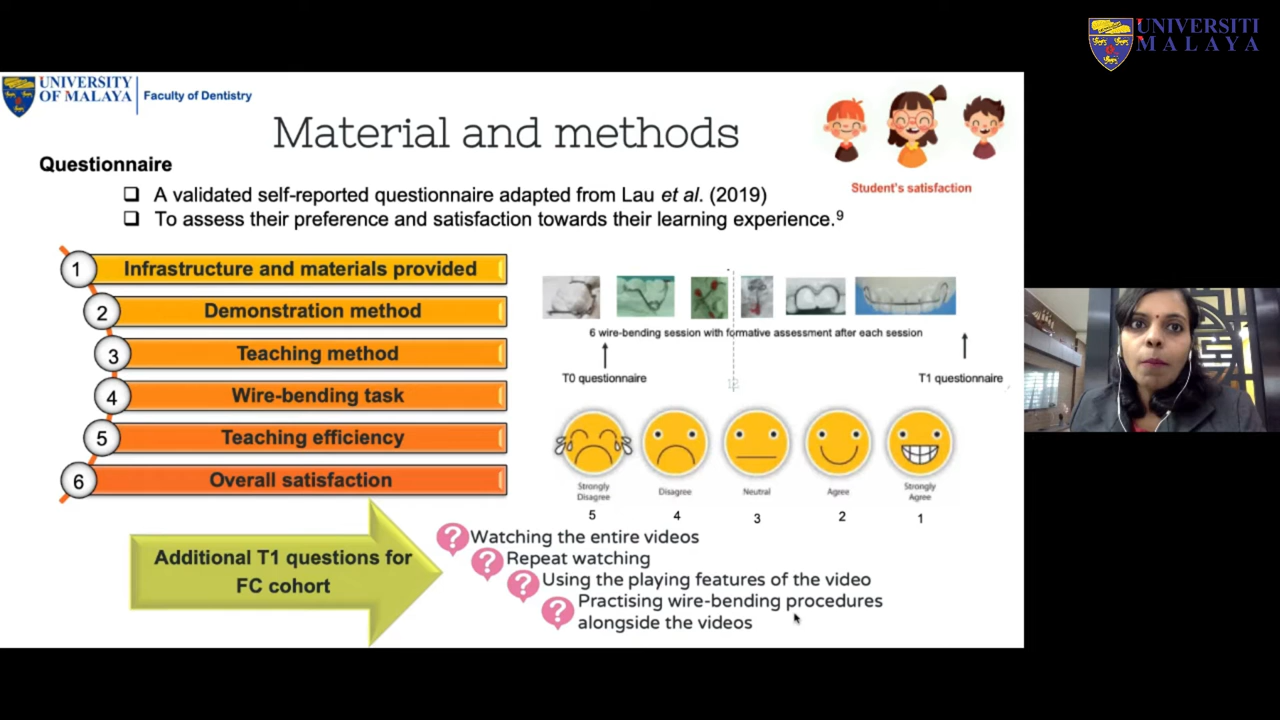 UNIVERSITI
MALAYA
UNIVERSITY
OF MALAYA
Faculty of Dentistry
Material and methods
Student's satisfaction
Questionnaire
❑ A validated self-reported questionnaire adapted from Lau et al. (2019)
❑ To assess their preference and satisfaction towards their learning experience.⁹
1 Infrastructure and materials provided
2 Demonstration method
3 Teaching method
4 Wire-bending task
5 Teaching efficiency
6 Overall satisfaction
6 wire-bending session with formative assessment after each session
T0 questionnaire
T1 questionnaire
Strongly
Disagree
Disagree
Neutral
Agree
Strongly
Agree
5 4 3 2 1
Additional T1 questions for
FC cohort
? Watching the entire videos
? Repeat watching
? Using the playing features of the video
? Practising wire-bending procedures
alongside the videos